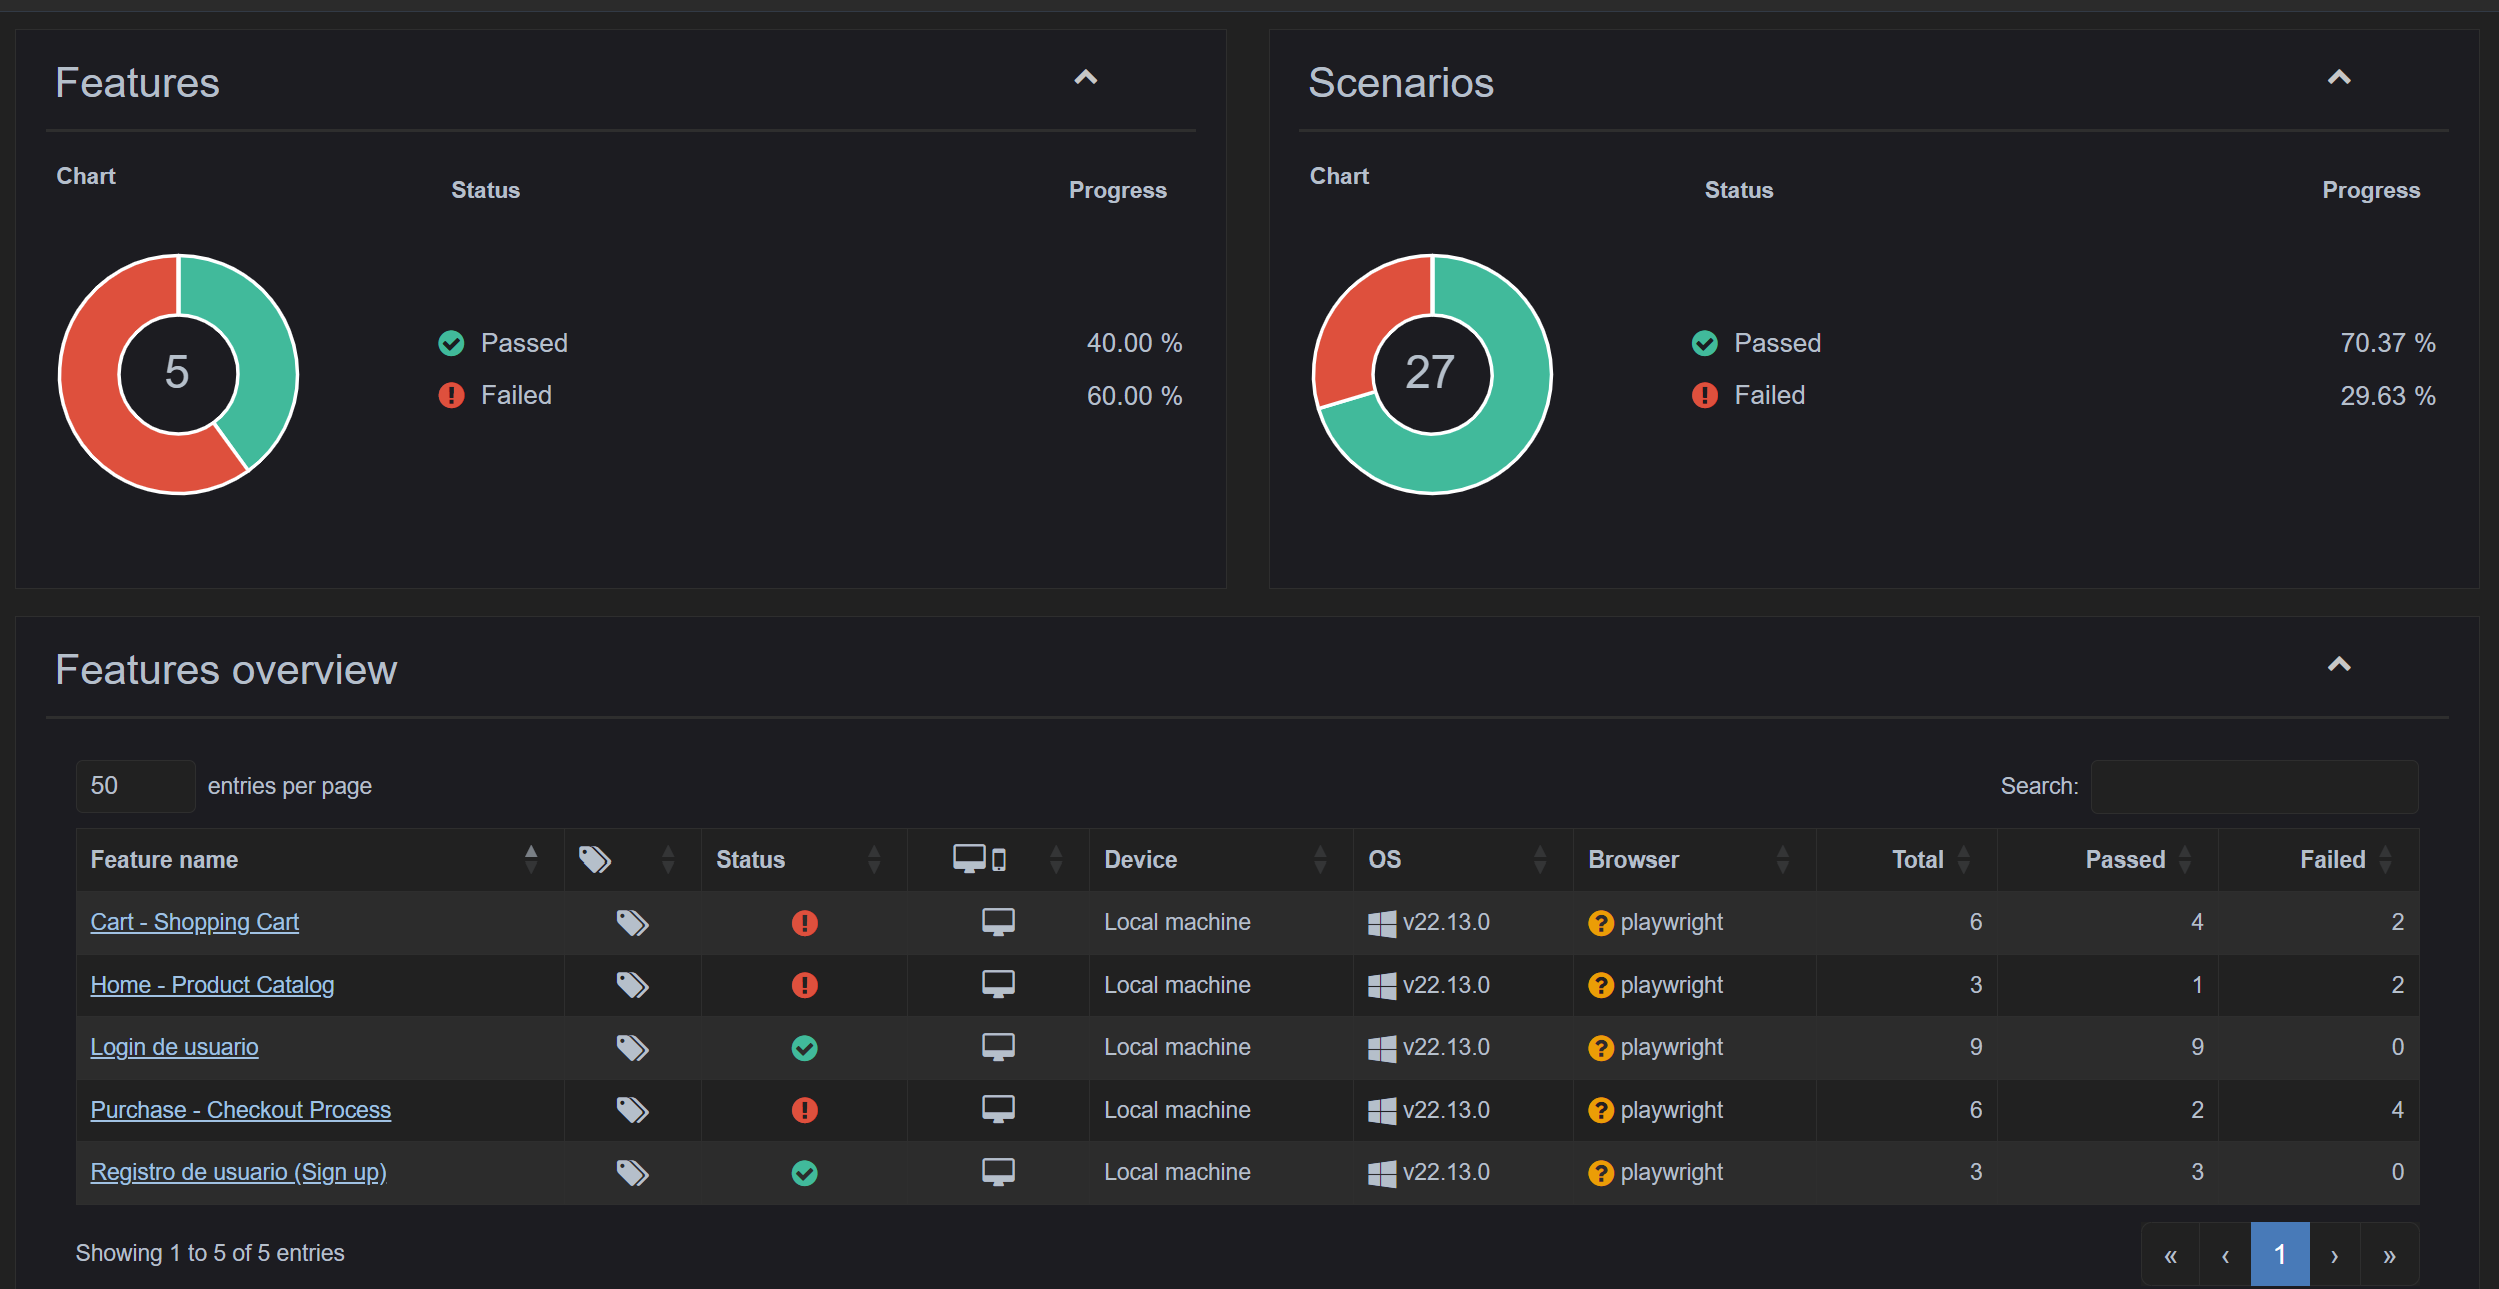 Features
Chart
Status
Progress
5
Passed
40.00 %
Failed
60.00 %
Scenarios
Chart
Status
Progress
27
Passed
70.37 %
Failed
29.63 %
Features overview
50 entries per page
Search:
Feature name Status Device OS Browser Total Passed Failed
Cart - Shopping Cart Local machine v22.13.0 playwright 6 4 2
Home - Product Catalog Local machine v22.13.0 playwright 3 1 2
Login de usuario Local machine v22.13.0 playwright 9 9 0
Purchase - Checkout Process Local machine v22.13.0 playwright 6 2 4
Registro de usuario (Sign up) Local machine v22.13.0 playwright 3 3 0
Showing 1 to 5 of 5 entries
« ‹ 1 › »